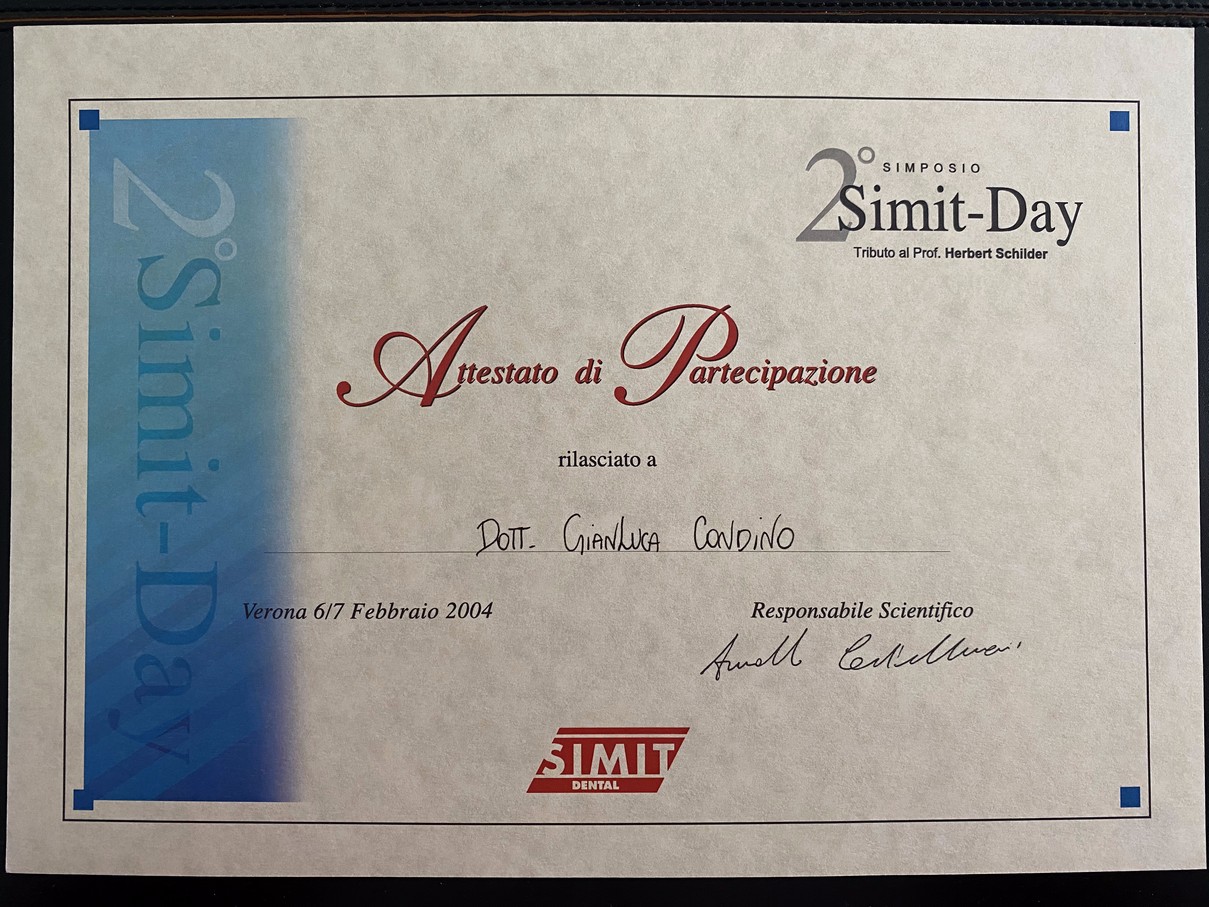 2° Simit-Day
2° SIMPOSIO
Simit-Day
Tributo al Prof. Herbert Schilder
Attestato di Partecipazione
rilasciato a
DOTT. GIANLUCA CONDINO
Verona 6/7 Febbraio 2004
Responsabile Scientifico
SIMIT
DENTAL